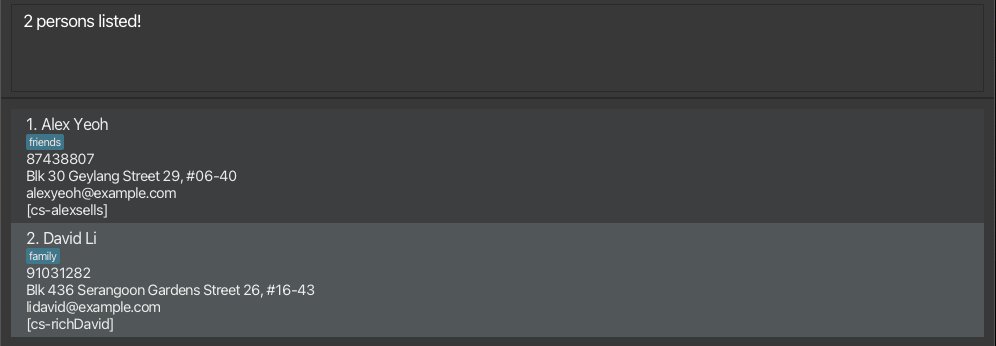 2 persons listed!
1. Alex Yeoh
friends
87438807
Blk 30 Geylang Street 29, #06-40
alexyeoh@example.com
[cs-alexsells]
2. David Li
family
91031282
Blk 436 Serangoon Gardens Street 26, #16-43
lidavid@example.com
[cs-richDavid]